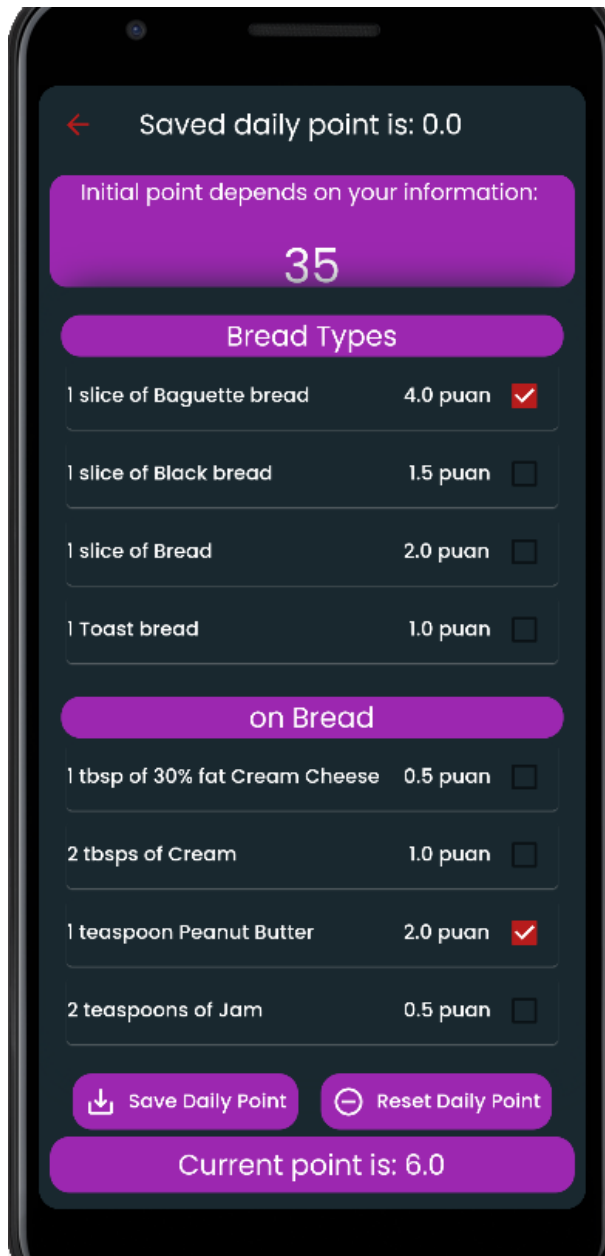 Saved daily point is: 0.0
Initial point depends on your information:
35
Bread Types
1 slice of Baguette bread 4.0 puan
1 slice of Black bread 1.5 puan
1 slice of Bread 2.0 puan
1 Toast bread 1.0 puan
on Bread
1 tbsp of 30% fat Cream Cheese 0.5 puan
2 tbsps of Cream 1.0 puan
1 teaspoon Peanut Butter 2.0 puan
2 teaspoons of Jam 0.5 puan
Save Daily Point Reset Daily Point
Current point is: 6.0